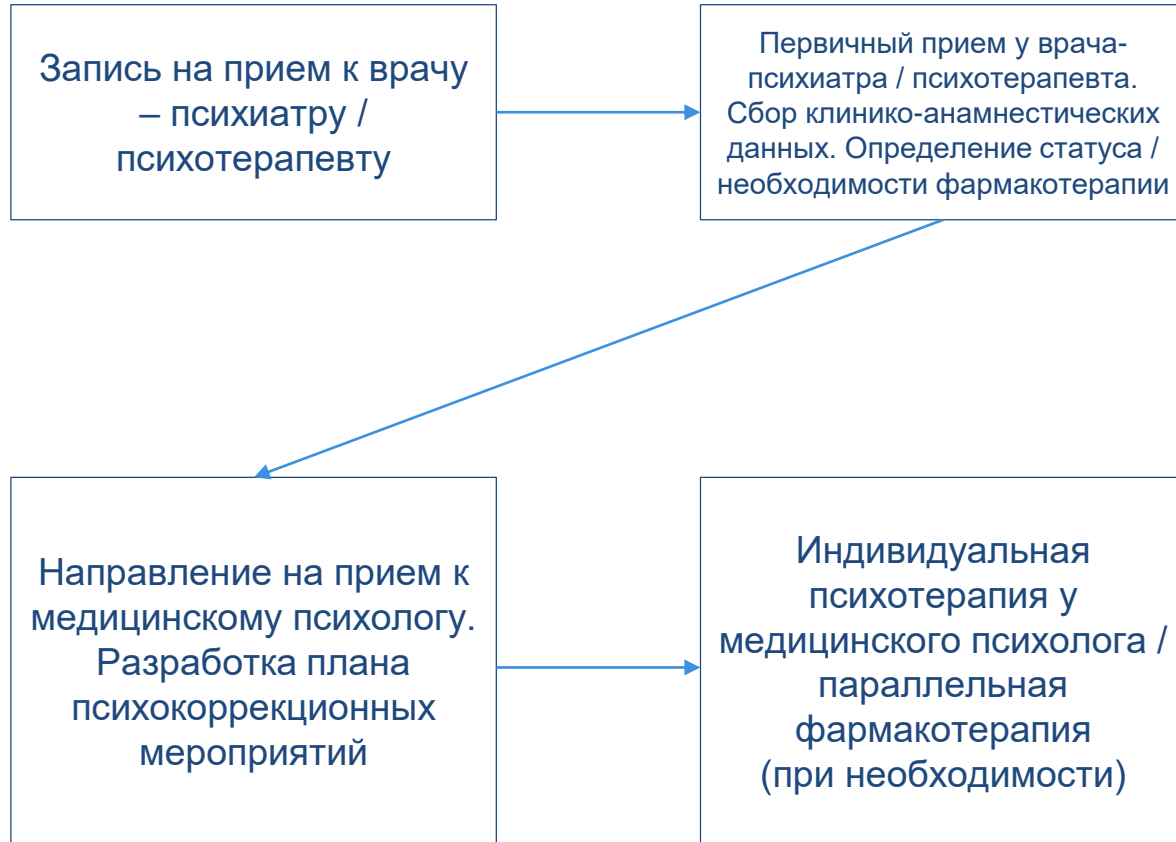 Запись на прием к врачу
– психиатру /
психотерапевту
Первичный прием у врача-
психиатра / психотерапевта.
Сбор клинико-анамнестических
данных. Определение статуса /
необходимости фармакотерапии
Направление на прием к
медицинскому психологу.
Разработка плана
психокоррекционных
мероприятий
Индивидуальная
психотерапия у
медицинского психолога /
параллельная
фармакотерапия
(при необходимости)